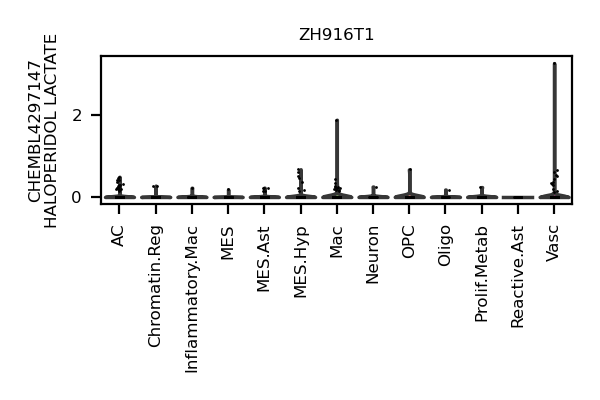 ZH916T1
CHEMBL4297147
HALOPERIDOL LACTATE
2
0
AC
Chromatin.Reg
Inflammatory.Mac
MES
MES.Ast
MES.Hyp
Mac
Neuron
OPC
Oligo
Prolif.Metab
Reactive.Ast
Vasc